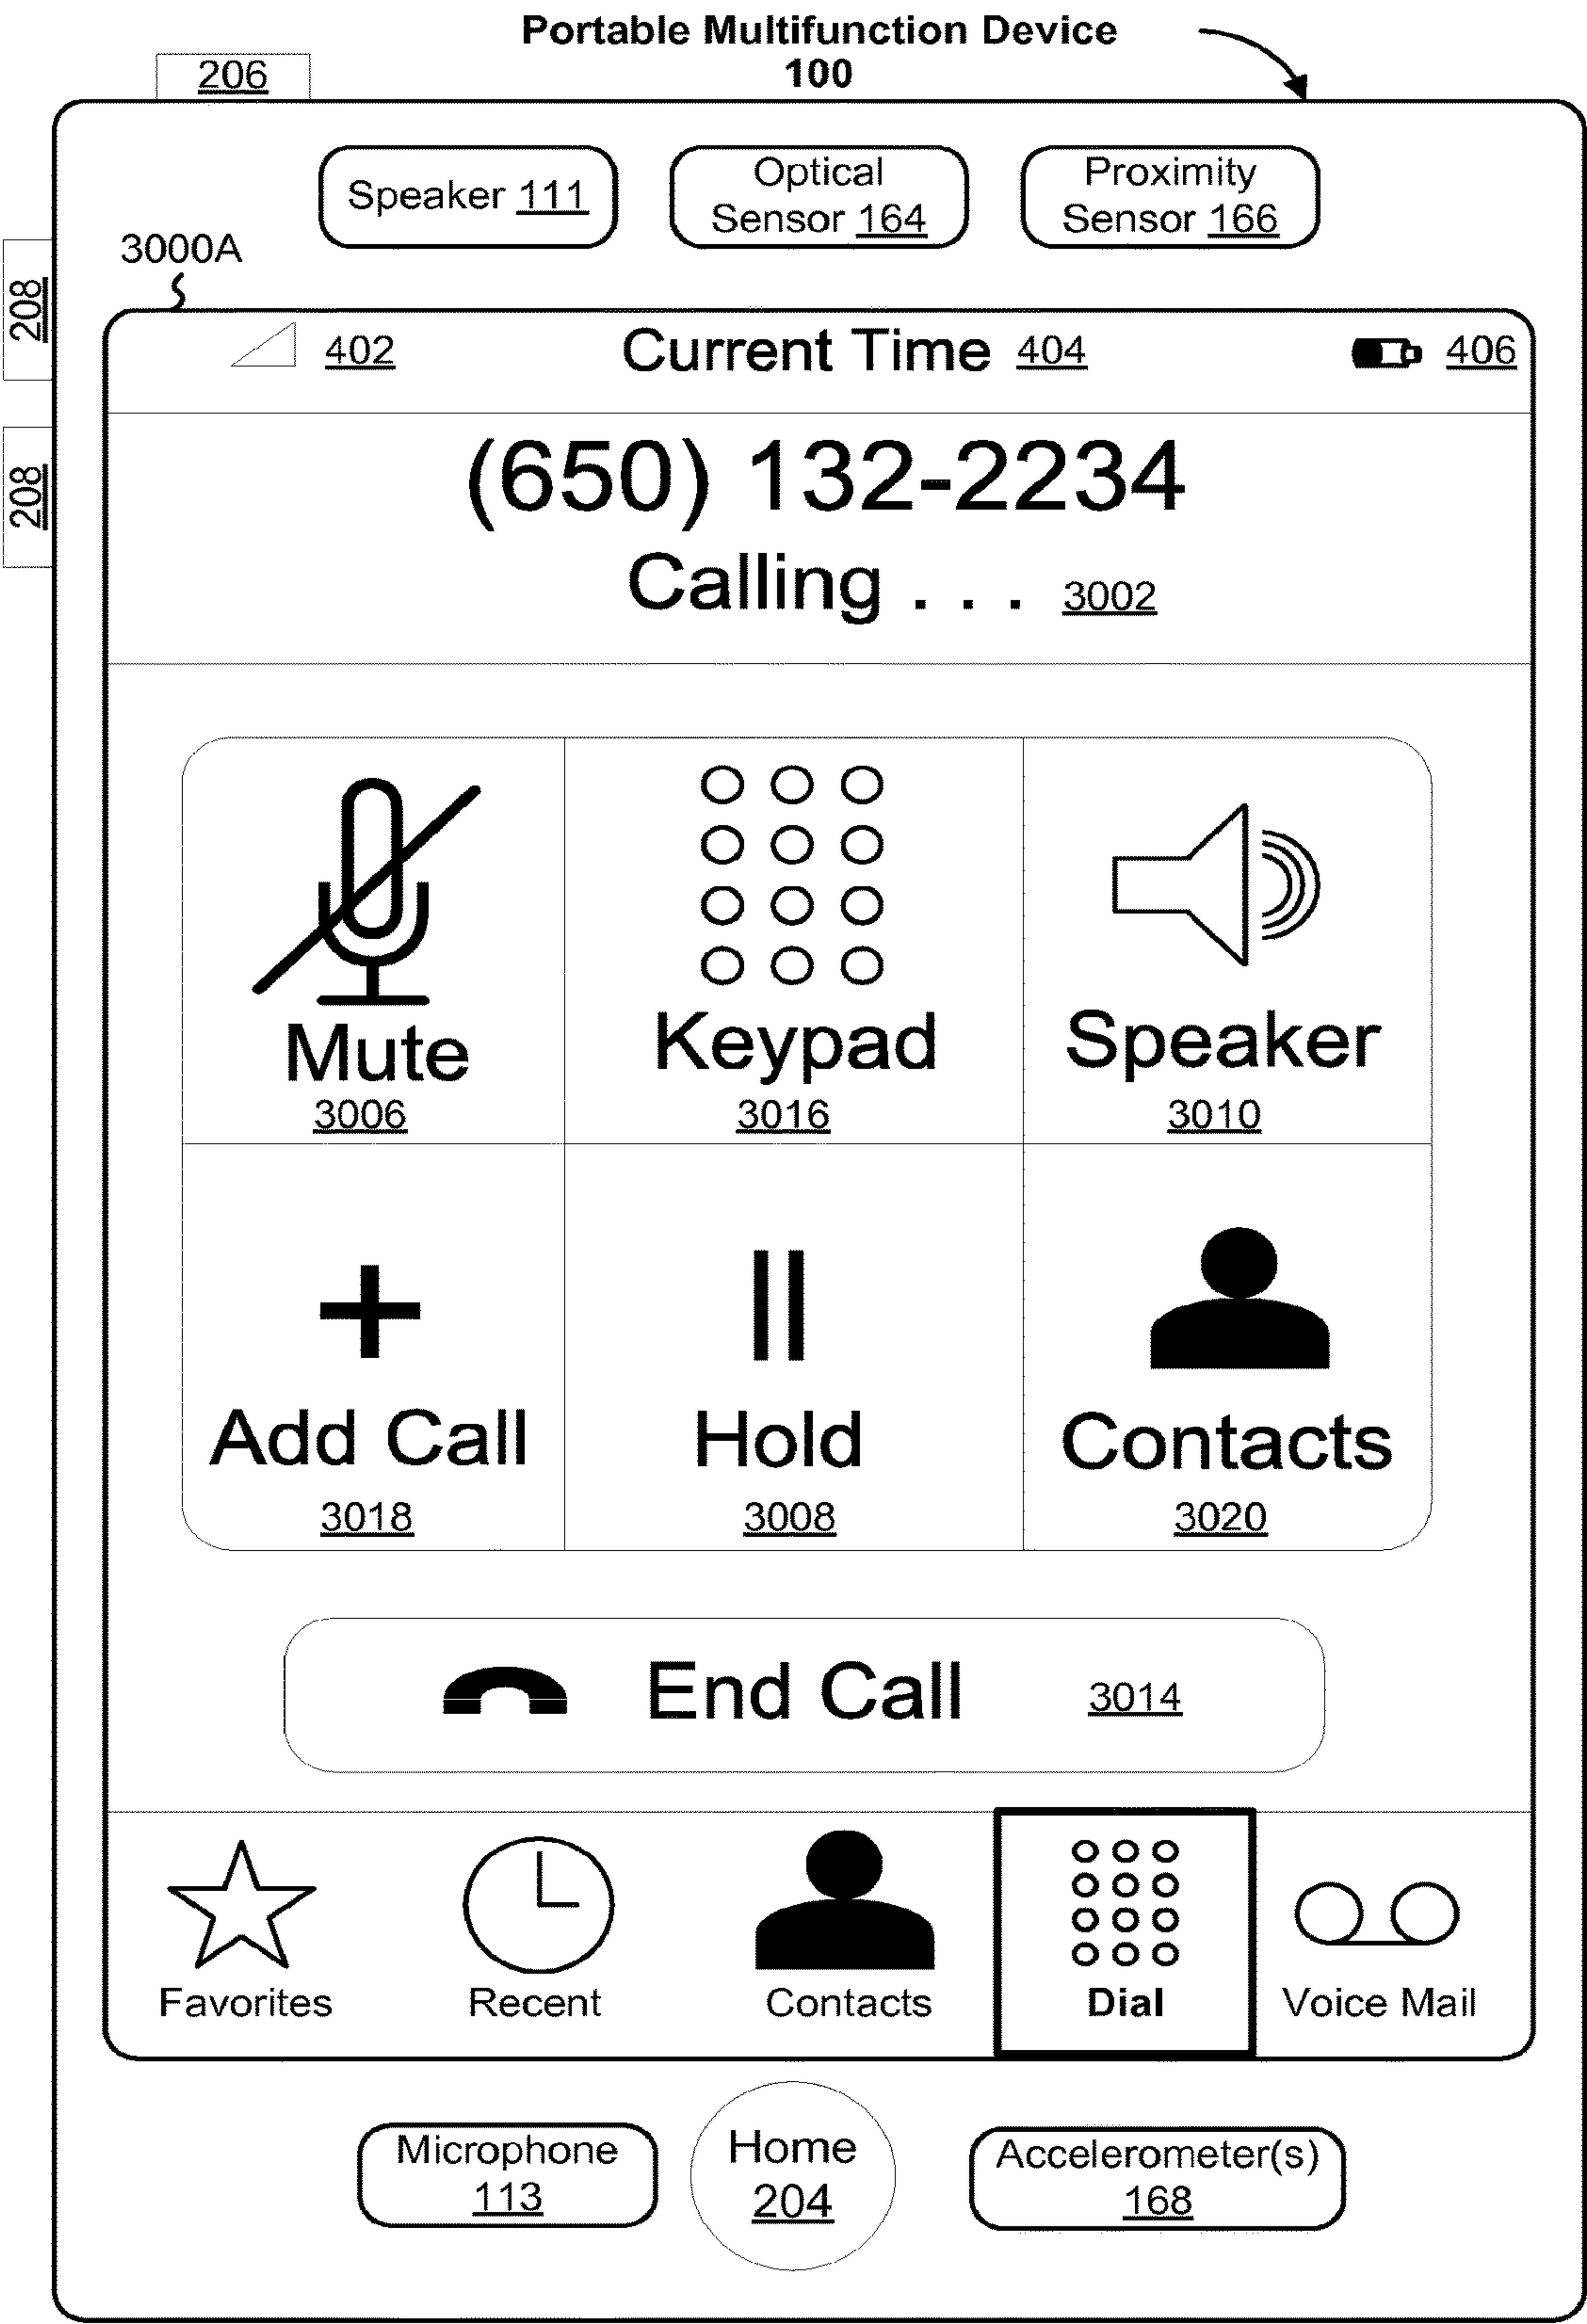 Portable Multifunction Device
100
206
Speaker 111
Optical
Sensor 164
Proximity
Sensor 166
3000A
208
208
402
Current Time 404
406
(650) 132-2234
Calling . . . 3002
Mute
3006
Keypad
3016
Speaker
3010
Add Call
3018
Hold
3008
Contacts
3020
End Call 3014
Favorites
Recent
Contacts
Dial
Voice Mail
Microphone
113
Home
204
Accelerometer(s)
168